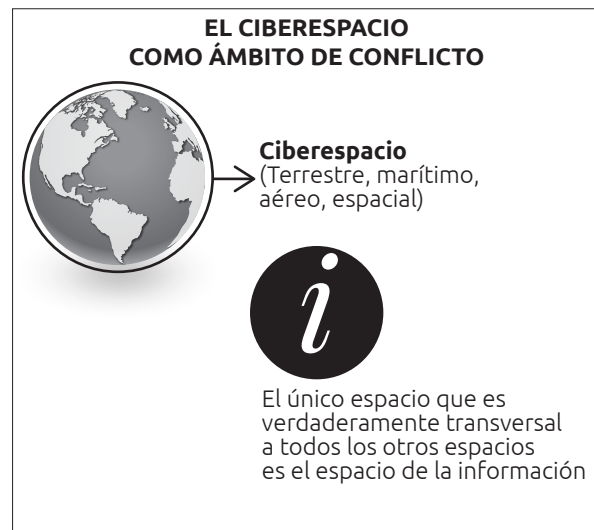 EL CIBERESPACIO
COMO ÁMBITO DE CONFLICTO
Ciberespacio
(Terrestre, marítimo,
aéreo, espacial)
i
El único espacio que es
verdaderamente transversal
a todos los otros espacios
es el espacio de la información